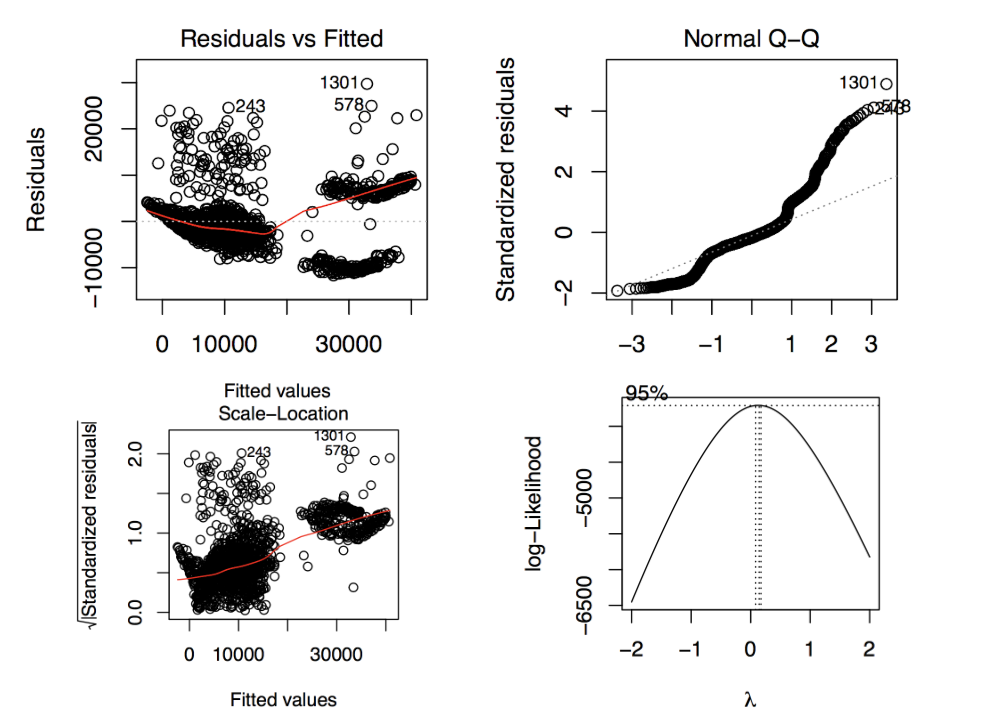 Residuals vs Fitted
Residuals
20000
−10000
1301
578
243
0 10000 30000
Fitted values
Normal Q−Q
Standardized residuals
4
2
0
−2
1301
578
243
−3 −1 1 2 3
Scale−Location
√|Standardized residuals|
2.0
1.0
0.0
1301
578
243
0 10000 30000
Fitted values
95%
log−Likelihood
−5000
−6500
−2 −1 0 1 2
λ